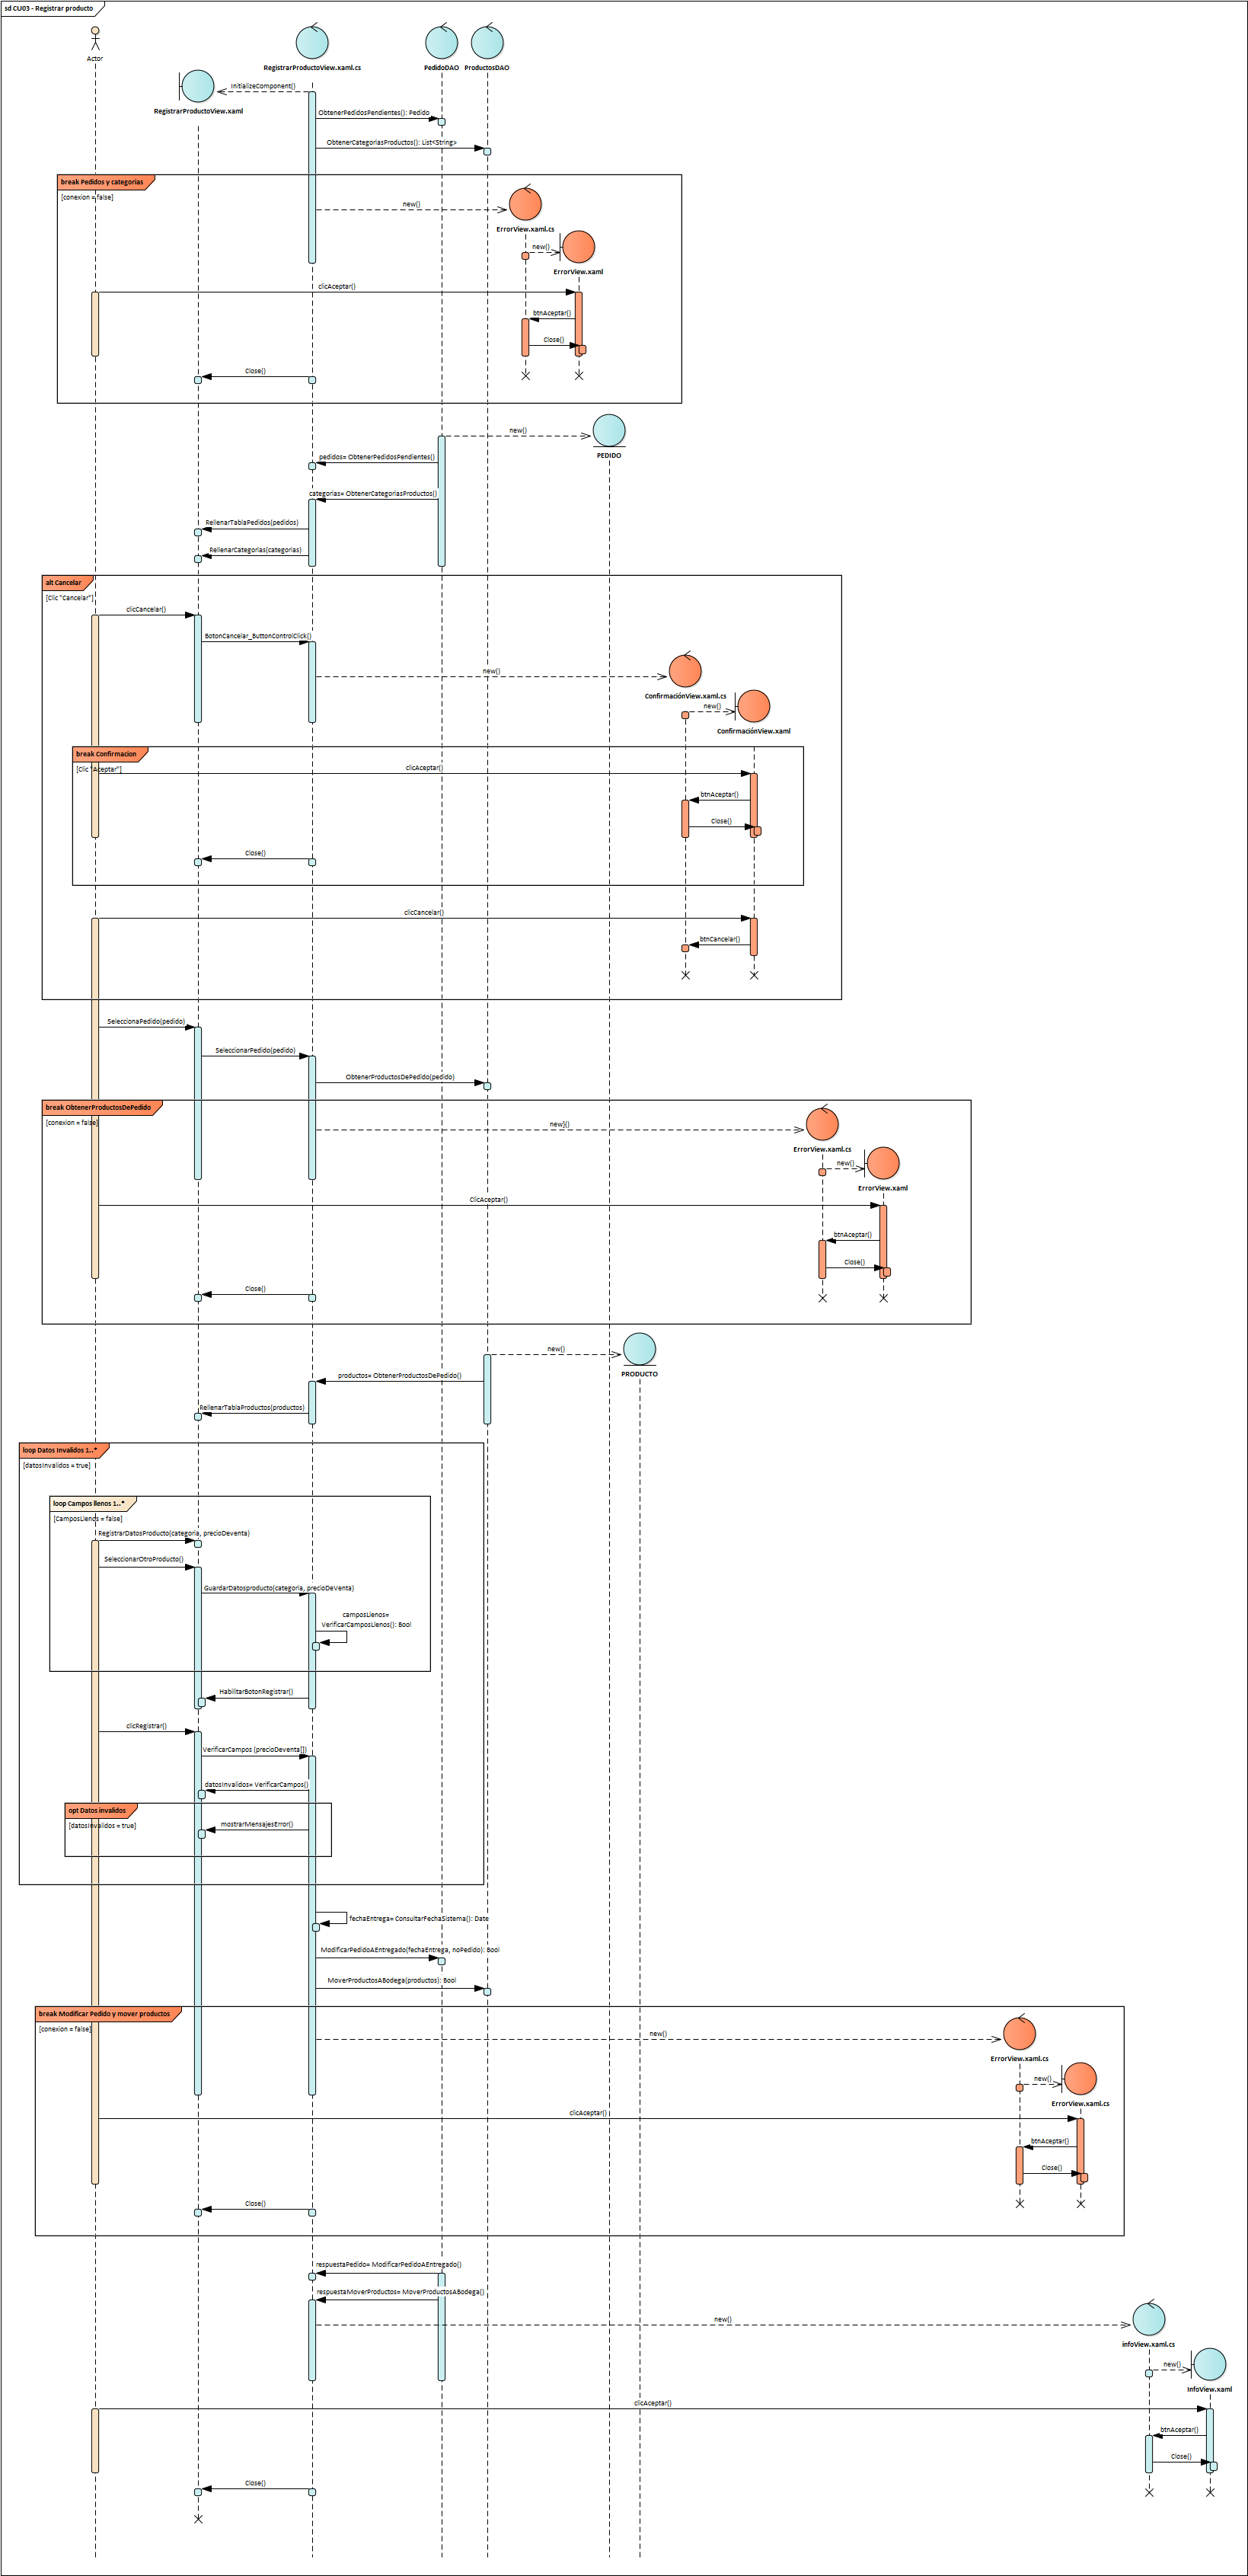 sd CU03 - Registrar producto
Actor
RegistrarProductoView.xaml.cs
PedidoDAO
ProductosDAO
InitializeComponent()
RegistrarProductoView.xaml
ObtenerPedidosPendientes(): Pedido
ObtenerCategoriasProductos(): List<String>
break Pedidos y categorias
[conexion = false]
new()
ErrorView.xaml.cs
new()
ErrorView.xaml
clicAceptar()
btnAceptar()
Close()
Close()
new()
PEDIDO
pedidos= ObtenerPedidosPendientes()
categorias= ObtenerCategoriasProductos()
RellenarTablaPedidos(pedidos)
RellenarCategorias(categorias)
alt Cancelar
[Clic "Cancelar"]
clicCancelar()
BotonCancelar_ButtonControlClick()
new()
ConfirmaciónView.xaml.cs
new()
ConfirmaciónView.xaml
break Confirmacion
[Clic "Aceptar"]
clicAceptar()
btnAceptar()
Close()
Close()
clicCancelar()
btnCancelar()
SeleccionaPedido(pedido)
SeleccionarPedido(pedido)
ObtenerProductosDePedido(pedido)
break ObtenerProductosDePedido
[conexion = false]
new}()
ErrorView.xaml.cs
new()
ErrorView.xaml
ClicAceptar()
btnAceptar()
Close()
Close()
new()
PRODUCTO
productos= ObtenerProductosDePedido()
RellenarTablaProductos(productos)
loop Datos Invalidos 1..*
[datosInvalidos = true]
loop Campos llenos 1..*
[CamposLlenos = false]
RegistrarDatosProducto(categoria, precioDeventa)
SeleccionarOtroProducto()
GuardarDatosproducto(categoria, precioDeVenta)
camposLlenos=
VerificarCamposLlenos(): Bool
HabilitarBotonRegistrar()
clicRegistrar()
VerificarCampos (precioDeventa[])
datosInvalidos= VerificarCampos()
opt Datos invalidos
[datosInvalidos = true]
mostrarMensajesError()
fechaEntrega= ConsultarFechaSistema(): Date
ModificarPedidoAEntregado(fechaEntrega, noPedido): Bool
MoverProductosABodega(productos): Bool
break Modificar Pedido y mover productos
[conexion = false]
new()
ErrorView.xaml.cs
new()
ErrorView.xaml.cs
clicAceptar()
btnAceptar()
Close()
Close()
respuestaPedido= ModificarPedidoAEntregado()
respuestaMoverProductos= MoverProductosABodega()
new()
infoView.xaml.cs
new()
InfoView.xaml
clicAceptar()
btnAceptar()
Close()
Close()